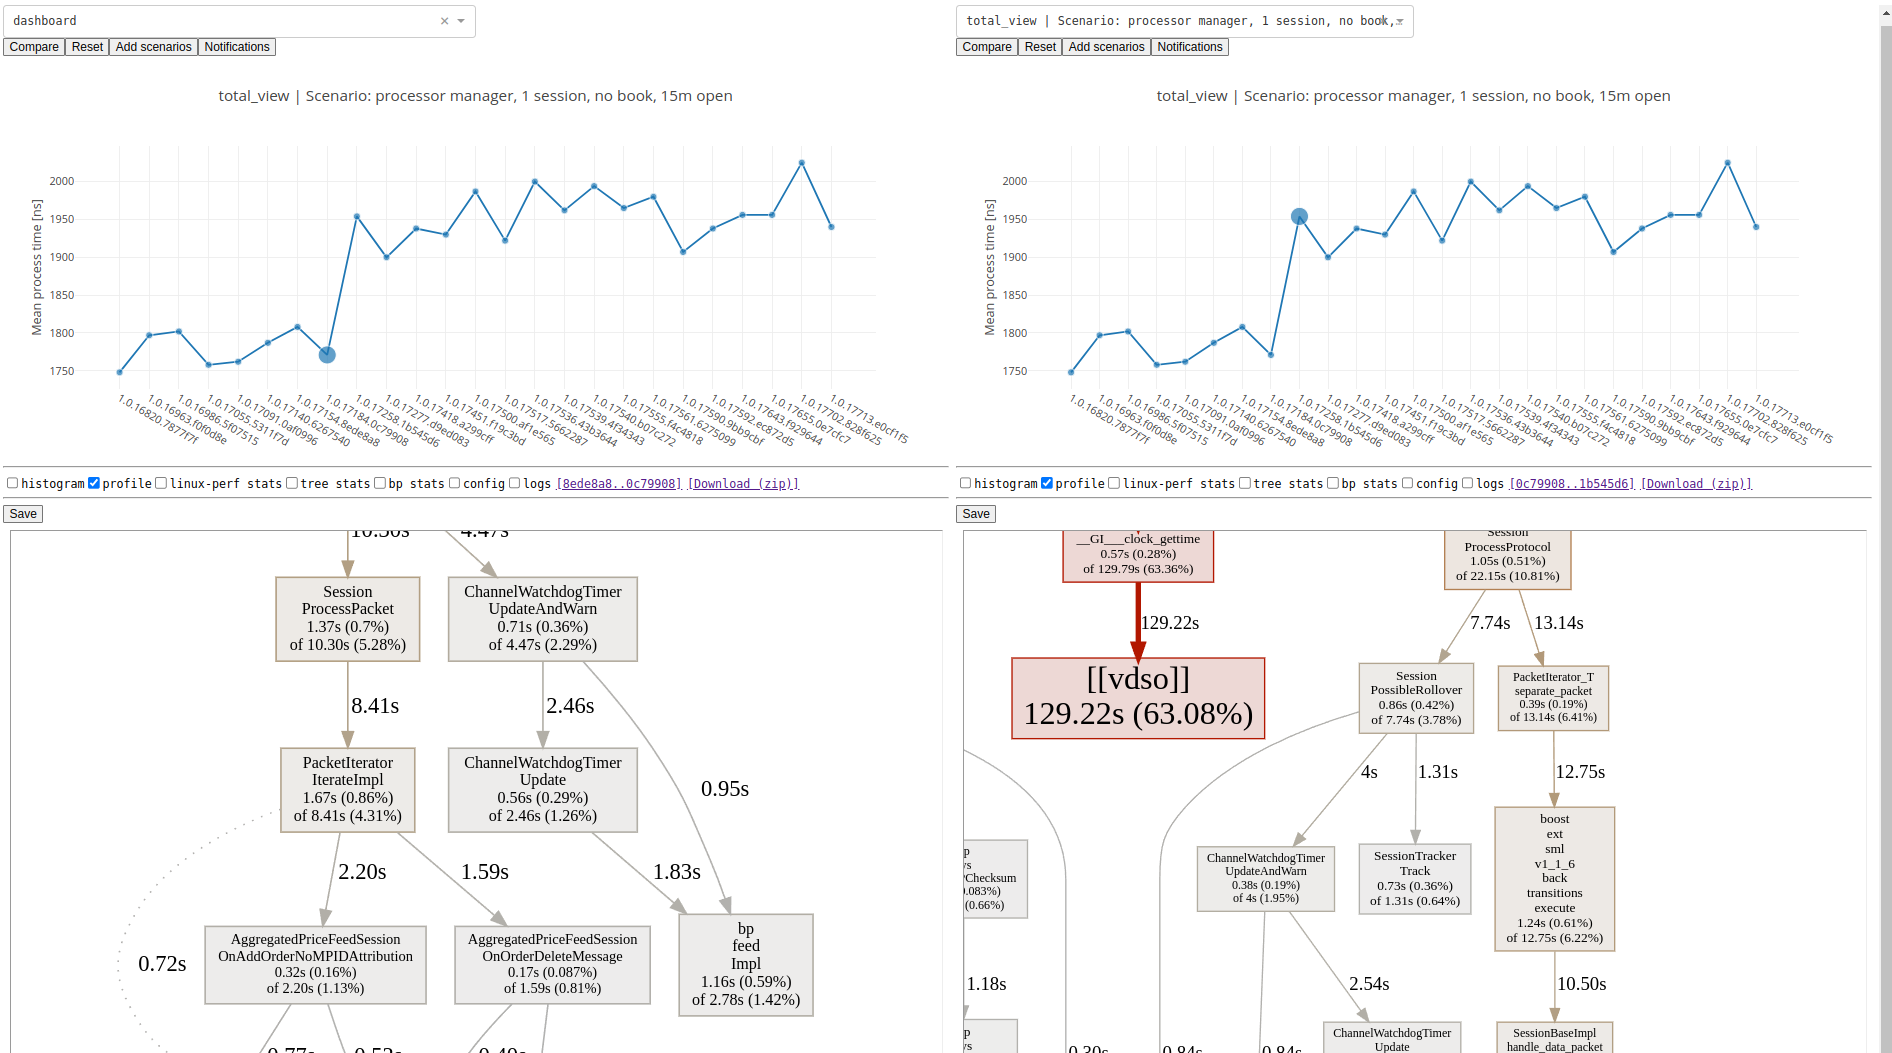 dashboard
Compare Reset Add scenarios Notifications
total_view | Scenario: processor manager, 1 session, no book, 15m open
Mean process time [ns]
2000
1950
1900
1850
1800
1750
1.0.16820.7877f7f
1.0.16963.f0f0d8e
1.0.16986.5f07515
1.0.17055.5311f7d
1.0.17091.0af0996
1.0.17140.6267540
1.0.17154.8ede8a8
1.0.17184.0c79908
1.0.17258.1b545d6
1.0.17277.d9ed083
1.0.17418.a299cff
1.0.17451.f19c3bd
1.0.17500.af1e565
1.0.17517.5662287
1.0.17536.43b3644
1.0.17539.4f34343
1.0.17540.b07c272
1.0.17555.f4c4818
1.0.17561.6275099
1.0.17590.9bb9cbf
1.0.17592.ec872d5
1.0.17643.f929644
1.0.17655.0e7cfc7
1.0.17702.828f625
1.0.17713.e0cf1f5
histogram profile linux-perf stats tree stats bp stats config logs [8ede8a8..0c79908] [Download (zip)]
Save
10.30s
4.47s
Session
ProcessPacket
1.37s (0.7%)
of 10.30s (5.28%)
ChannelWatchdogTimer
UpdateAndWarn
0.71s (0.36%)
of 4.47s (2.29%)
8.41s
2.46s
PacketIterator
IterateImpl
1.67s (0.86%)
of 8.41s (4.31%)
ChannelWatchdogTimer
Update
0.56s (0.29%)
of 2.46s (1.26%)
0.95s
2.20s
1.59s
1.83s
0.72s
AggregatedPriceFeedSession
OnAddOrderNoMPIDAttribution
0.32s (0.16%)
of 2.20s (1.13%)
AggregatedPriceFeedSession
OnOrderDeleteMessage
0.17s (0.087%)
of 1.59s (0.81%)
bp
feed
Impl
1.16s (0.59%)
of 2.78s (1.42%)
0.77s
0.52s
0.49s
total_view | Scenario: processor manager, 1 session, no book,
Compare Reset Add scenarios Notifications
total_view | Scenario: processor manager, 1 session, no book, 15m open
Mean process time [ns]
2000
1950
1900
1850
1800
1750
1.0.16820.7877f7f
1.0.16963.f0f0d8e
1.0.16986.5f07515
1.0.17055.5311f7d
1.0.17091.0af0996
1.0.17140.6267540
1.0.17154.8ede8a8
1.0.17184.0c79908
1.0.17258.1b545d6
1.0.17277.d9ed083
1.0.17418.a299cff
1.0.17451.f19c3bd
1.0.17500.af1e565
1.0.17517.5662287
1.0.17536.43b3644
1.0.17539.4f34343
1.0.17540.b07c272
1.0.17555.f4c4818
1.0.17561.6275099
1.0.17590.9bb9cbf
1.0.17592.ec872d5
1.0.17643.f929644
1.0.17655.0e7cfc7
1.0.17702.828f625
1.0.17713.e0cf1f5
histogram profile linux-perf stats tree stats bp stats config logs [0c79908..1b545d6] [Download (zip)]
Save
__GI___clock_gettime
0.57s (0.28%)
of 129.79s (63.36%)
Session
ProcessProtocol
1.05s (0.51%)
of 22.15s (10.81%)
129.22s
7.74s
13.14s
[[vdso]]
129.22s (63.08%)
Session
PossibleRollover
0.86s (0.42%)
of 7.74s (3.78%)
PacketIterator_T
separate_packet
0.39s (0.19%)
of 13.14s (6.41%)
4s
1.31s
12.75s
Checksum
0.083%)
(0.66%)
ChannelWatchdogTimer
UpdateAndWarn
0.38s (0.19%)
of 4s (1.95%)
SessionTracker
Track
0.73s (0.36%)
of 1.31s (0.64%)
boost
ext
sml
v1_1_6
back
transitions
execute
1.24s (0.61%)
of 12.75s (6.22%)
1.18s
2.54s
10.50s
ChannelWatchdogTimer
Update
SessionBaseImpl
handle_data_packet
0.30s
0.84s
0.84s